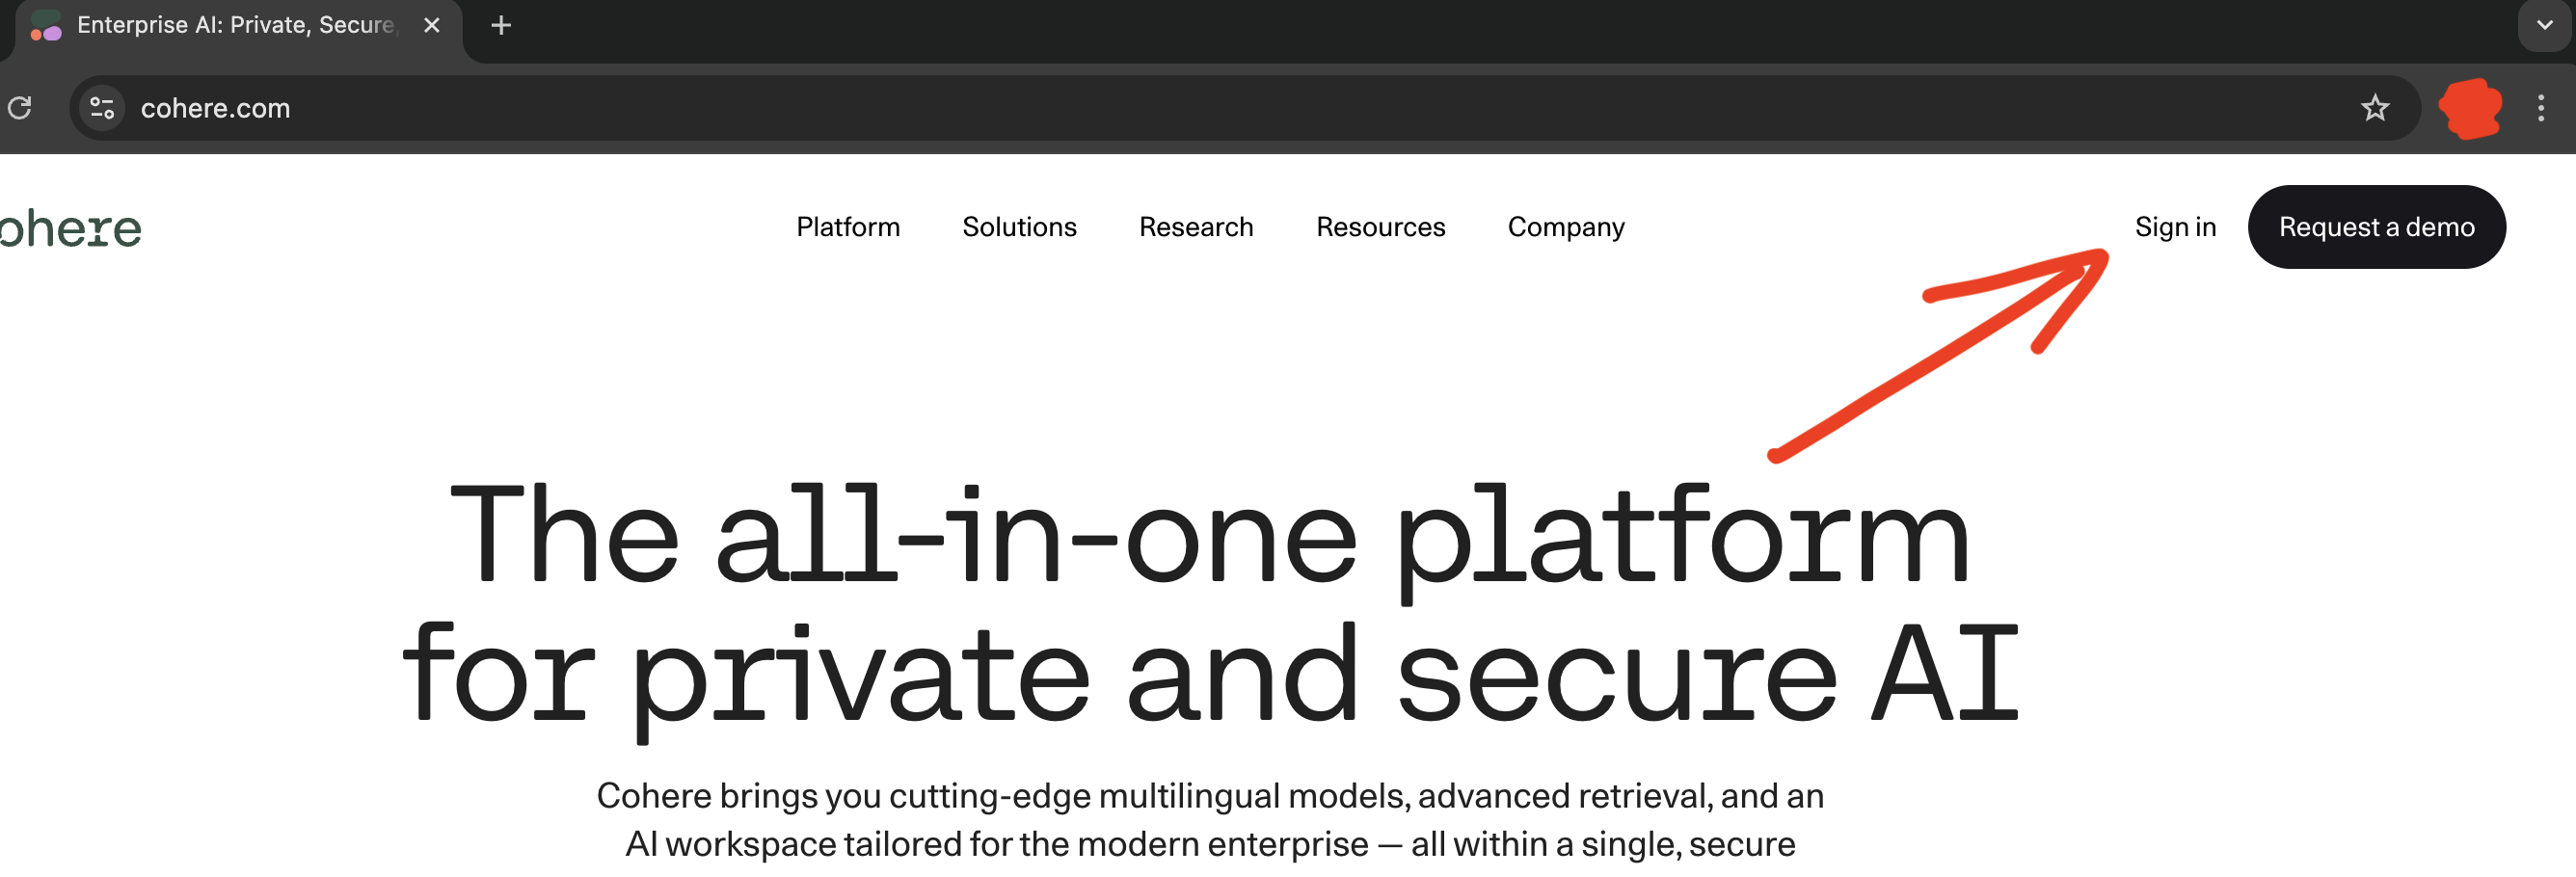 Enterprise AI: Private, Secure,
cohere.com
ohere
Platform Solutions Research Resources Company Sign in Request a demo
The all-in-one platform
for private and secure AI
Cohere brings you cutting-edge multilingual models, advanced retrieval, and an
AI workspace tailored for the modern enterprise — all within a single, secure